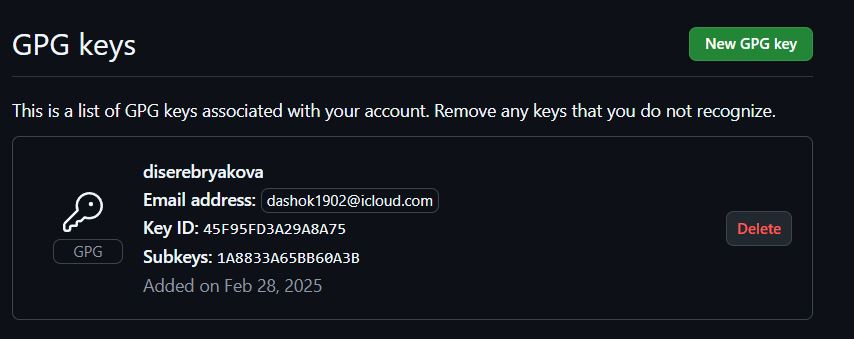 GPG keys
New GPG key
This is a list of GPG keys associated with your account. Remove any keys that you do not recognize.
diserebryakova
Email address: dashok1902@icloud.com
Key ID: 45F95FD3A29A8A75
GPG
Subkeys: 1A8833A65BB60A3B
Added on Feb 28, 2025
Delete